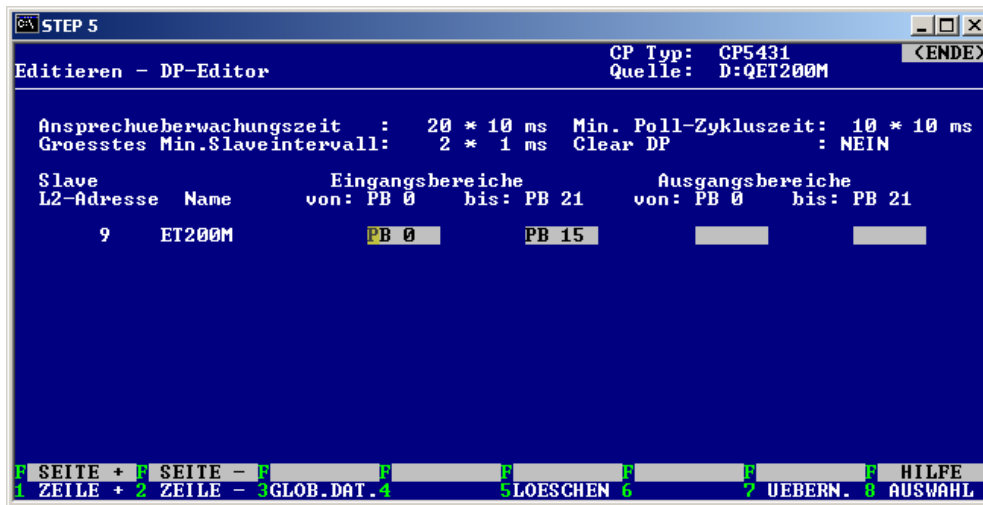 STEP 5
CP Typ: CP5431 <ENDE>
Editieren - DP-Editor Quelle: D:QET200M
Ansprechueberwachungszeit : 20 * 10 ms Min. Poll-Zykluszeit: 10 * 10 ms
Groesstes Min.Slaveintervall: 2 * 1 ms Clear DP : NEIN
Slave Eingangsbereiche Ausgangsbereiche
L2-Adresse Name von: PB 0 bis: PB 21 von: PB 0 bis: PB 21
9 ET200M PB 0 PB 15
F SEITE + F SEITE - F F F F F F HILFE
1 ZEILE + 2 ZEILE - 3GLOB.DAT.4 5LOESCHEN 6 7 UEBERN. 8 AUSWAHL